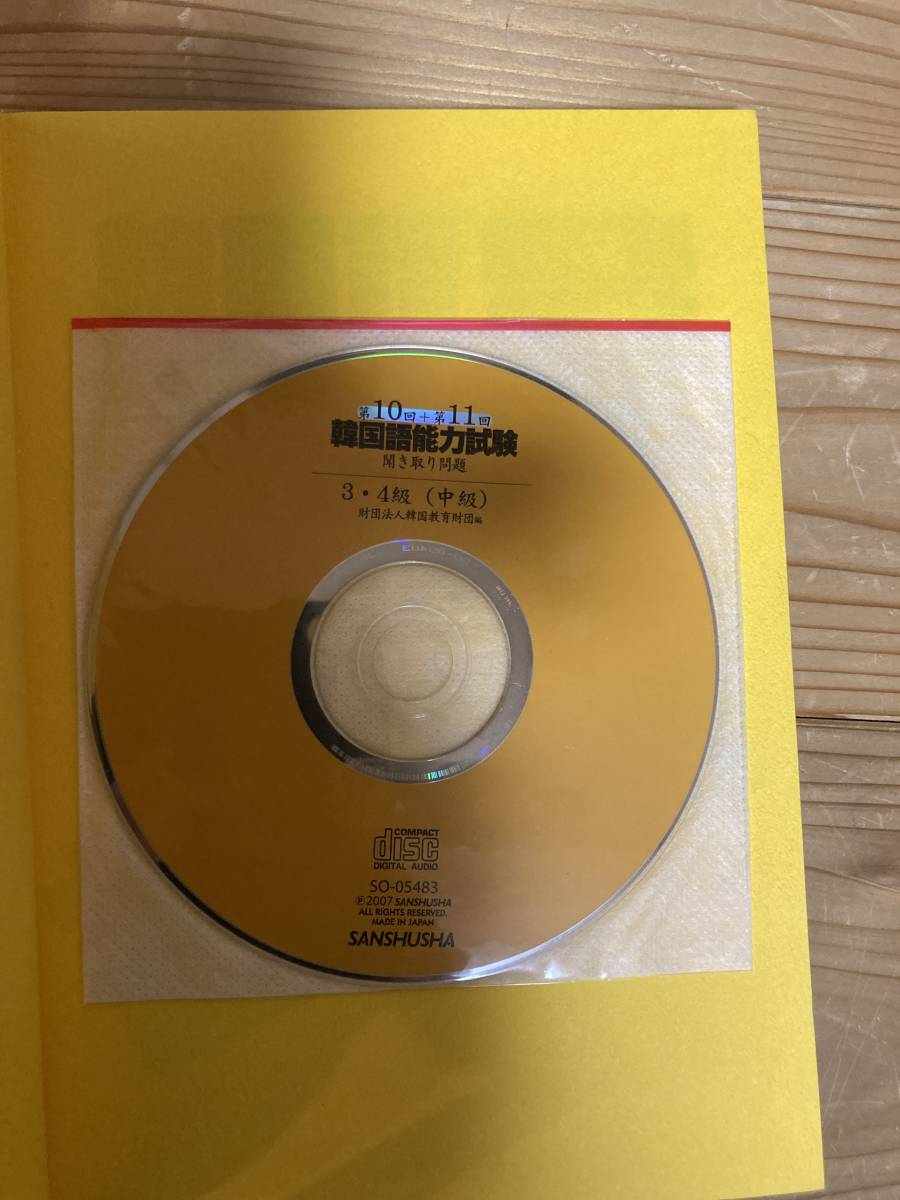 第10回+第11回
韓国語能力試験
聞き取り問題
3・4級（中級）
財団法人韓国教育財団編
COMPACT
disc
DIGITAL AUDIO
SO-05483
Ⓟ2007 SANSHUSHA
ALL RIGHTS RESERVED.
MADE IN JAPAN
SANSHUSHA